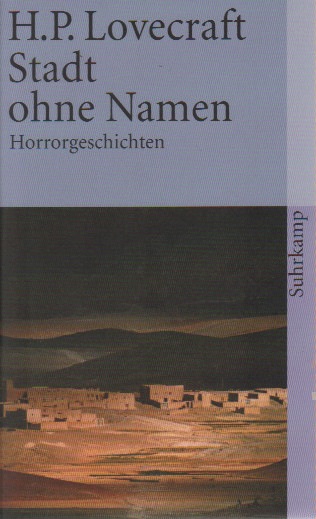 H.P. Lovecraft
Stadt
ohne Namen
Horrorgeschichten
Suhrkamp